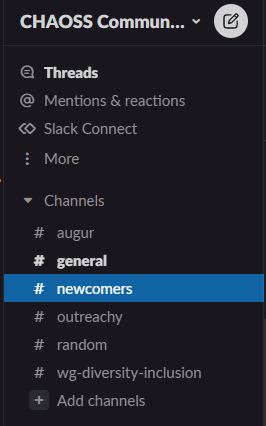 CHAOSS Commun...
Threads
@ Mentions & reactions
Slack Connect
More
Channels
# augur
# general
# newcomers
# outreachy
# random
# wg-diversity-inclusion
+ Add channels